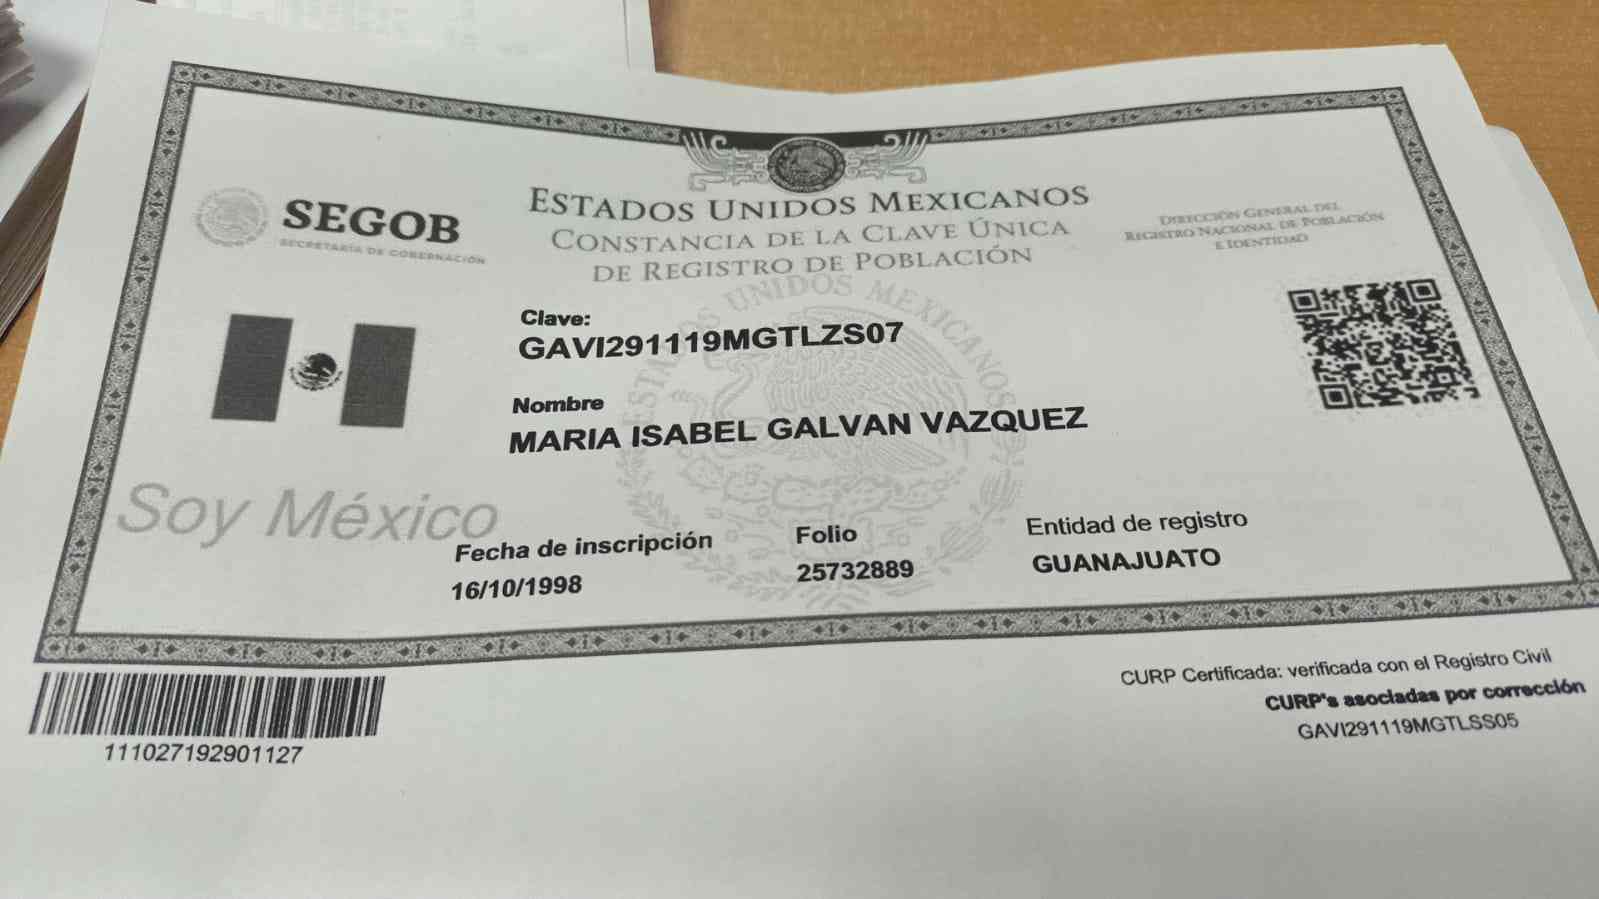 SEGOB
SECRETARÍA DE GOBERNACIÓN
ESTADOS UNIDOS MEXICANOS
CONSTANCIA DE LA CLAVE ÚNICA
DE REGISTRO DE POBLACIÓN
DIRECCIÓN GENERAL DEL
REGISTRO NACIONAL DE POBLACIÓN
E IDENTIDAD
ESTADOS UNIDOS MEXICANOS
Clave:
GAVI291119MGTLZS07
Nombre
MARIA ISABEL GALVAN VAZQUEZ
Soy México
Fecha de inscripción
16/10/1998
Folio
25732889
Entidad de registro
GUANAJUATO
111027192901127
CURP Certificada: verificada con el Registro Civil
CURP's asociadas por corrección
GAVI291119MGTLSS05